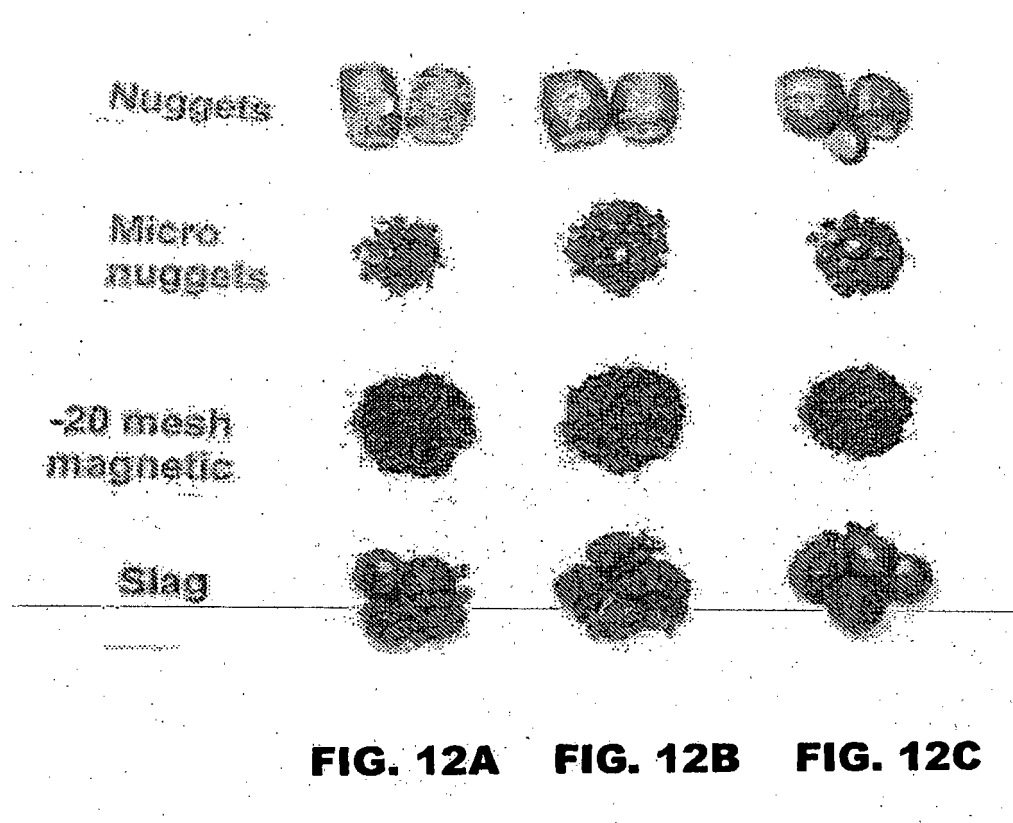 Nuggets
Micro
nuggets
-20 mesh
magnetic
Slag
FIG. 12A FIG. 12B FIG. 12C